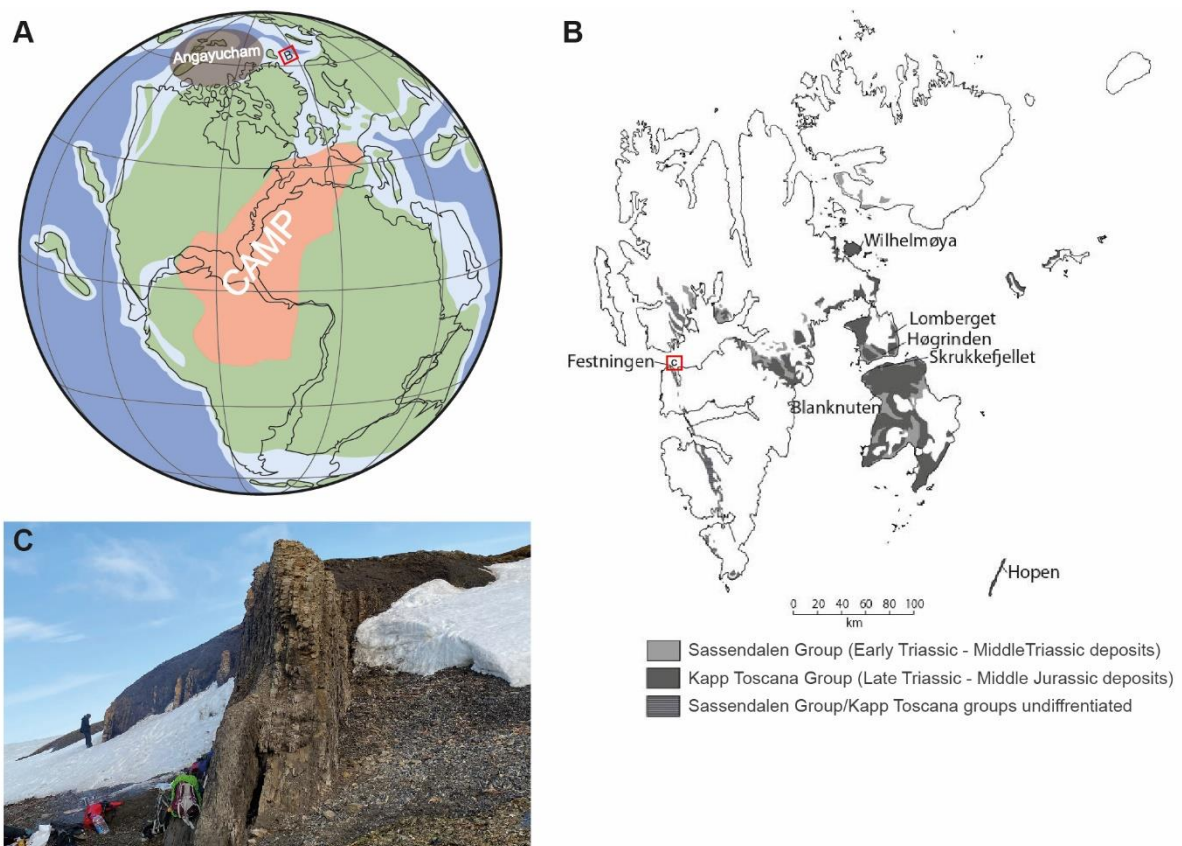 A
Angayucham
B
CAMP
B
Wilhelmøya
Lomberget
Høgrinden
Skrukkefjellet
Festningen
c
Blanknuten
Hopen
0 20 40 60 80 100
km
Sassendalen Group (Early Triassic - MiddleTriassic deposits)
Kapp Toscana Group (Late Triassic - Middle Jurassic deposits)
Sassendalen Group/Kapp Toscana groups undiffrentiated
C